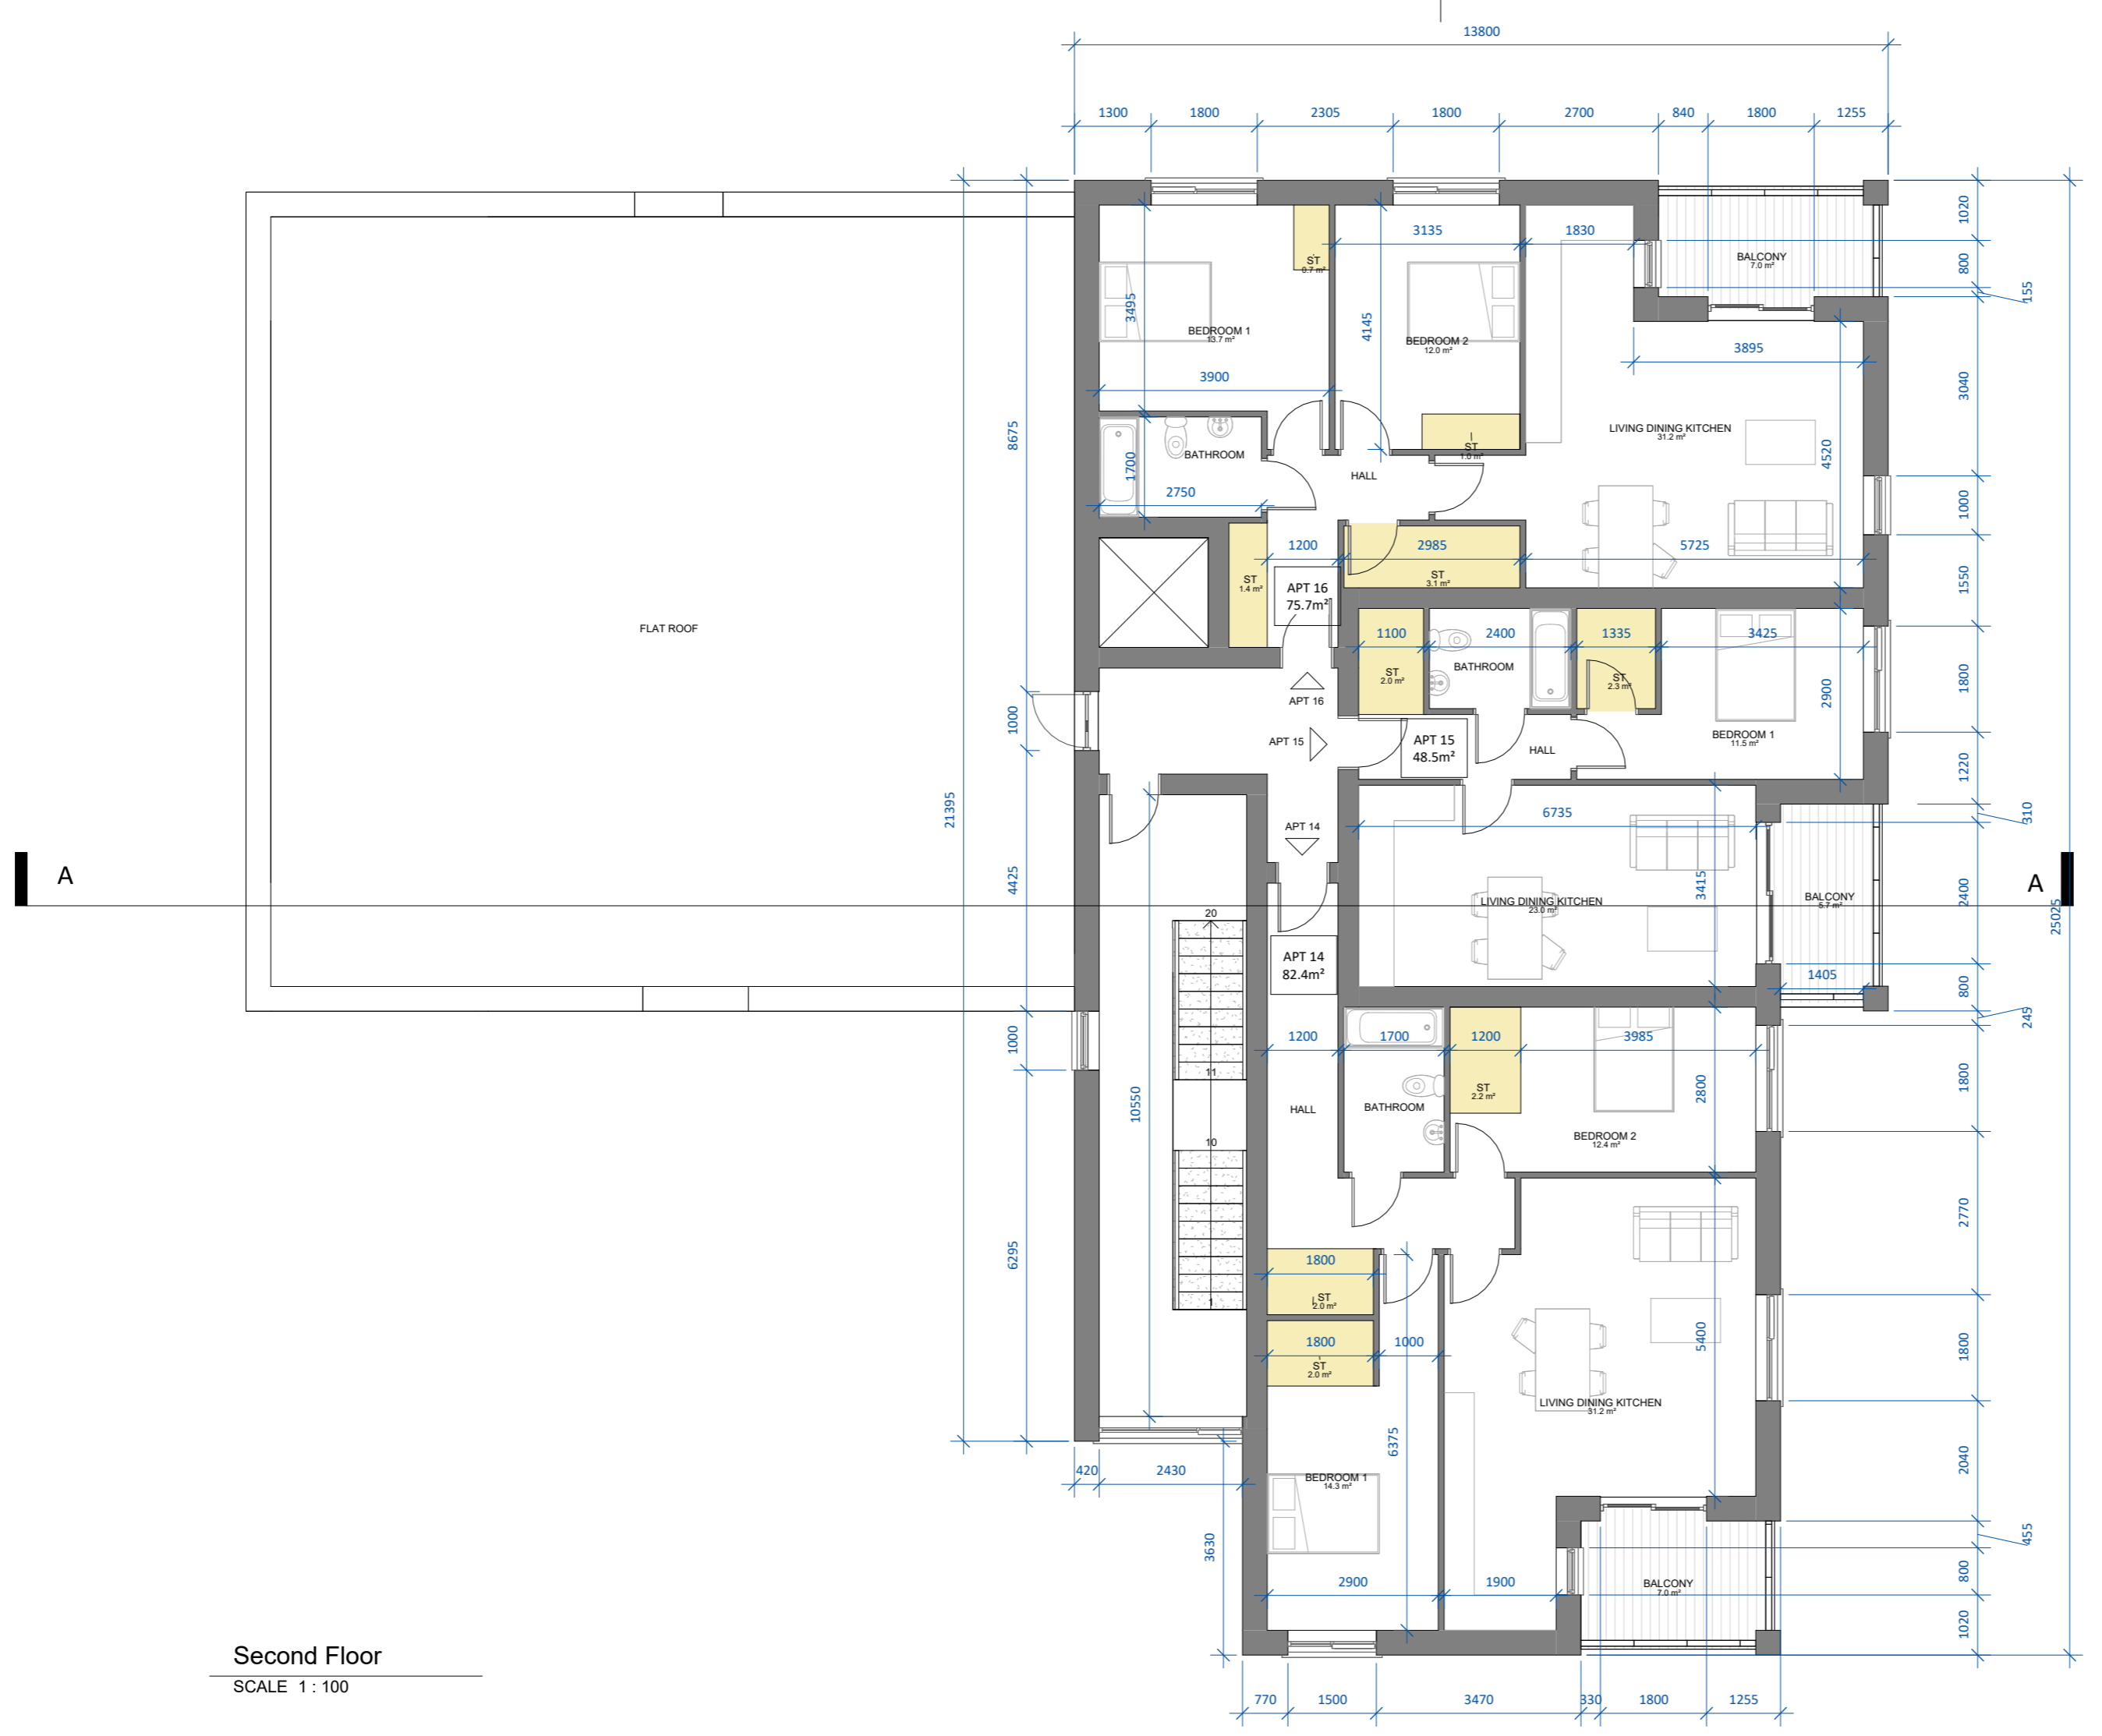 13800
1300 1800 2305 1800 2700 840 1800 1255
1020
800
155
3040
1000
1550
1800
1220
310
2400
25025
800
245
1800
2770
1800
2040
455
800
1020
8675
1000
21395
4425
1000
6295
FLAT ROOF
A
A
ST
0.7 m²
3135
1830
BALCONY
7.0 m²
3495
BEDROOM 1
13.7 m²
3900
4145
BEDROOM 2
12.0 m²
3895
LIVING DINING KITCHEN
31.2 m²
4520
ST
1.0 m²
BATHROOM
1700
2750
HALL
1200
2985
5725
ST
1.4 m²
ST
3.1 m²
APT 16
75.7m²
1100
2400
1335
3425
BATHROOM
ST
2.0 m²
ST
2.3 m²
2900
APT 16
APT 15
APT 15
48.5m²
HALL
BEDROOM 1
11.5 m²
APT 14
6735
3415
LIVING DINING KITCHEN
23.0 m²
BALCONY
5.7 m²
1405
20
APT 14
82.4m²
1200
1700
1200
3985
11
10550
HALL
BATHROOM
ST
2.2 m²
2800
BEDROOM 2
12.4 m²
10
1
1800
ST
2.0 m²
1800
1000
ST
2.0 m²
5400
LIVING DINING KITCHEN
31.2 m²
6375
BEDROOM 1
14.3 m²
420 2430
3630
2900
1900
BALCONY
7.0 m²
770 1500 3470 330 1800 1255
Second Floor
SCALE 1 : 100